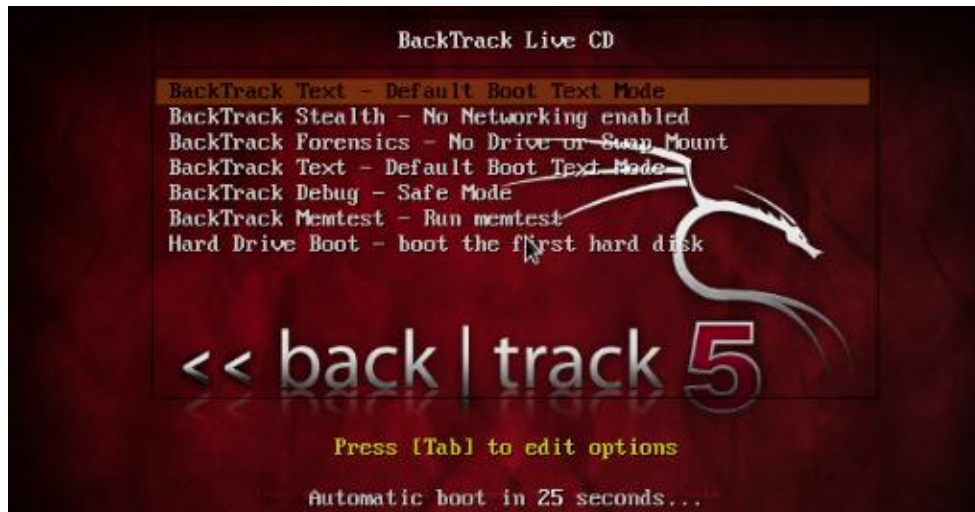 BackTrack Live CD
BackTrack Text - Default Boot Text Mode
BackTrack Stealth - No Networking enabled
BackTrack Forensics - No Drive or Swap Mount
BackTrack Text - Default Boot Text Mode
BackTrack Debug - Safe Mode
BackTrack Memtest - Run memtest
Hard Drive Boot - boot the first hard disk
<< back | track 5
Press [Tab] to edit options
Automatic boot in 25 seconds...